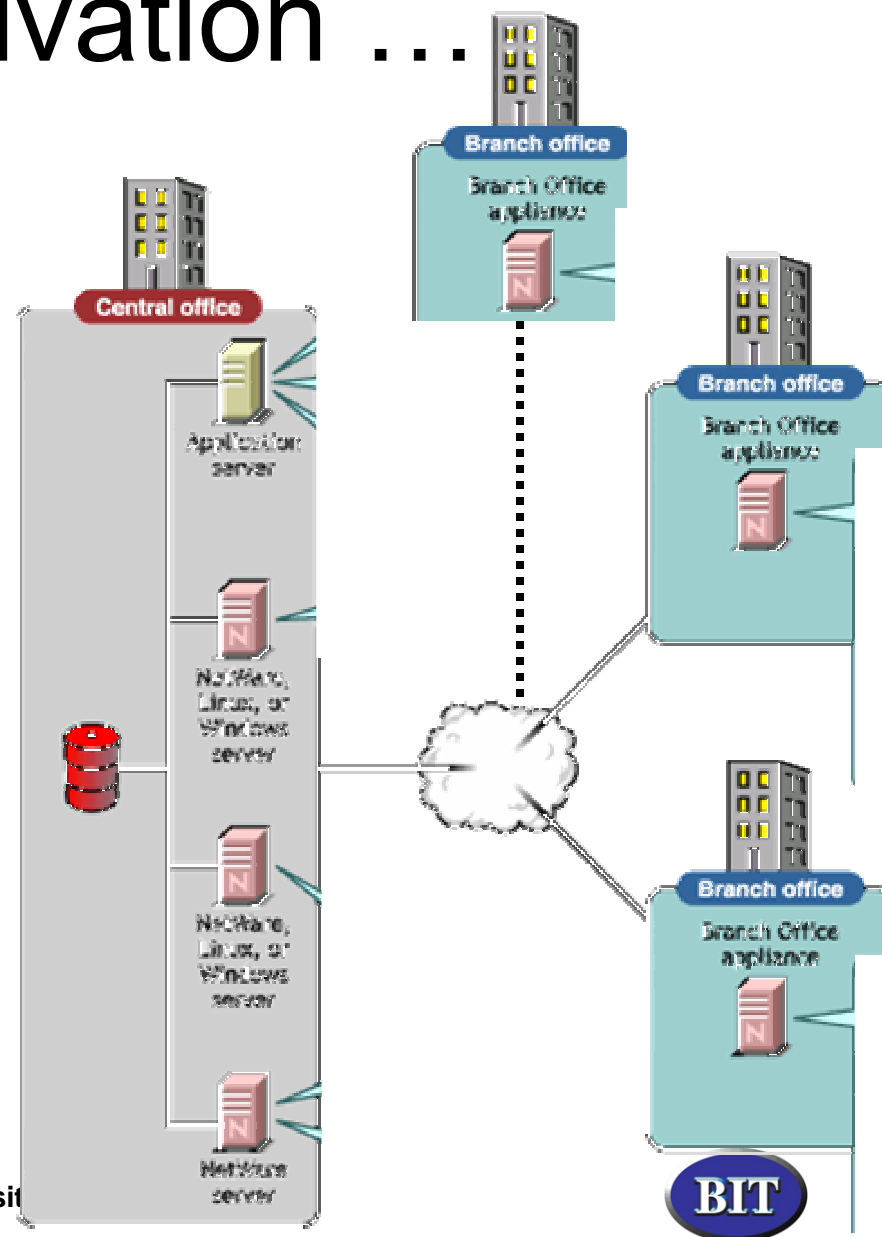 ivation ...
Branch office
Branch Office
appliance
Central office
Application
server
Branch office
Branch Office
appliance
NetWare,
Linux, or
Windows
server
Branch office
Branch Office
appliance
NetWare,
Linux, or
Windows
server
NetWare
server
sit
BIT